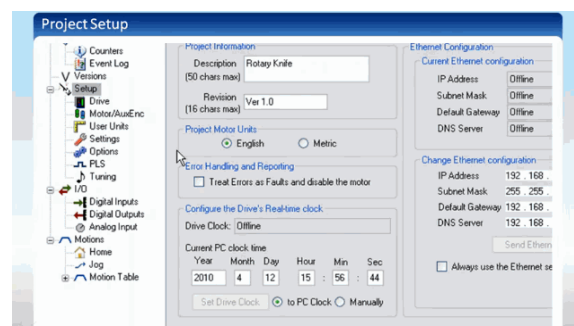 Project Setup
Counters
Event Log
Versions
Setup
Drive
Motor/AuxEnc
User Units
Settings
Options
PLS
Tuning
I/O
Digital Inputs
Digital Outputs
Analog Input
Motions
Home
Jog
Motion Table
Project Information
Description Rotary Knife
(50 chars max)
Revision Ver 1.0
(16 chars max)
Project Motor Units
English Metric
Error Handling and Reporting
Treat Errors as Faults and disable the motor
Configure the Drive's Real-time clock
Drive Clock: Offline
Current PC clock time
Year Month Day Hour Min Sec
2010 4 12 15 : 56 : 44
Set Drive Clock to PC Clock Manually
Ethernet Configuration
Current Ethernet configuration
IP Address Offline
Subnet Mask Offline
Default Gateway Offline
DNS Server Offline
Change Ethernet configuration
IP Address 192 . 168 .
Subnet Mask 255 . 255 .
Default Gateway 192 . 168 .
DNS Server 192 . 168 .
Send Ethern
Always use the Ethernet se